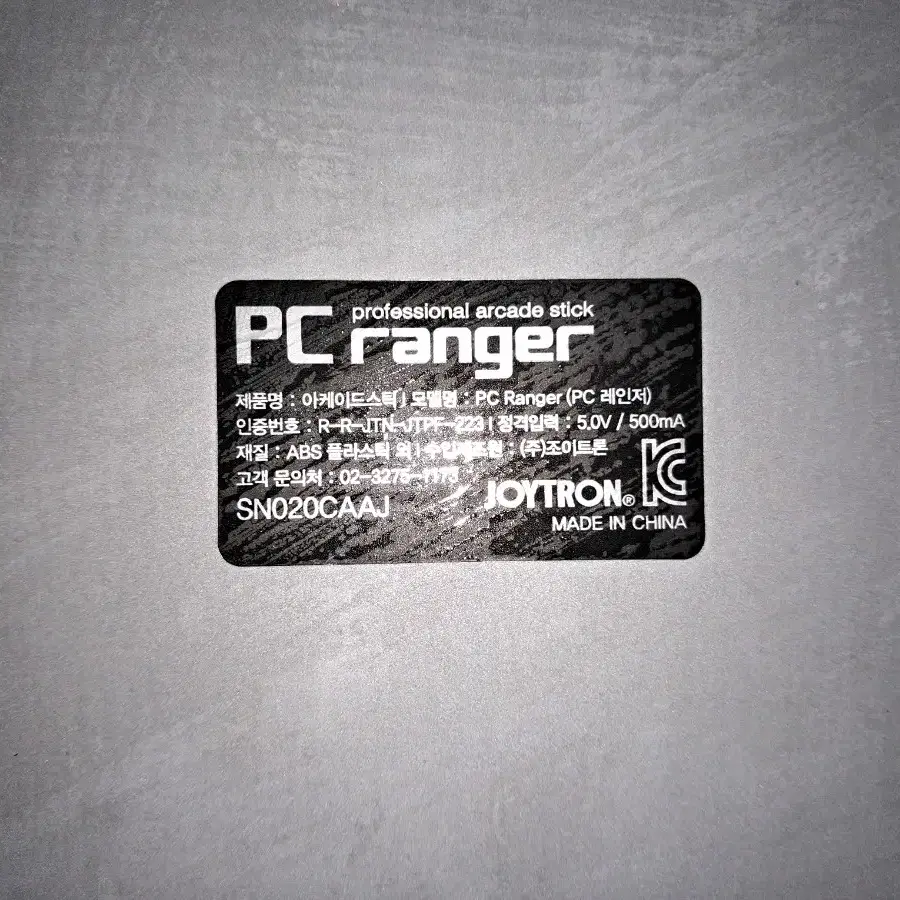 professional arcade stick
PC ranger
제품명 : 아케이드스틱 | 모델명 : PC Ranger (PC 레인저)
인증번호 : R-R-JTN-JTPF-223 | 정격입력 : 5.0V / 500mA
재질 : ABS 플라스틱 외 | 수입제조원 : (주)조이트론
고객 문의처 : 02-3275-1173
SN020CAAJ
JOYTRON®
MADE IN CHINA